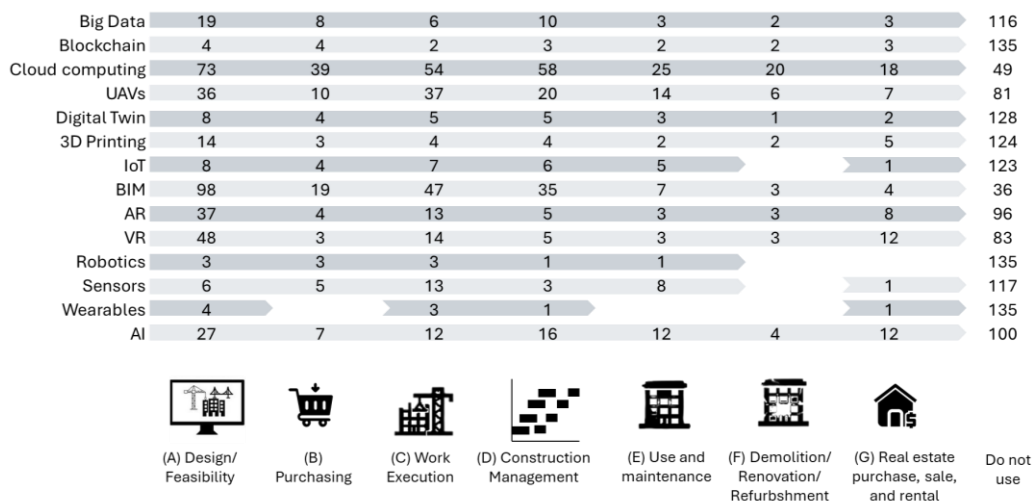 Big Data 19 8 6 10 3 2 3 116
Blockchain 4 4 2 3 2 2 3 135
Cloud computing 73 39 54 58 25 20 18 49
UAVs 36 10 37 20 14 6 7 81
Digital Twin 8 4 5 5 3 1 2 128
3D Printing 14 3 4 4 2 2 5 124
IoT 8 4 7 6 5 1 123
BIM 98 19 47 35 7 3 4 36
AR 37 4 13 5 3 3 8 96
VR 48 3 14 5 3 3 12 83
Robotics 3 3 3 1 1 135
Sensors 6 5 13 3 8 1 117
Wearables 4 3 1 1 135
AI 27 7 12 16 12 4 12 100
$
(A) Design/
Feasibility
(B)
Purchasing
(C) Work
Execution
(D) Construction
Management
(E) Use and
maintenance
(F) Demolition/
Renovation/
Refurbshment
(G) Real estate
purchase, sale,
and rental
Do not
use